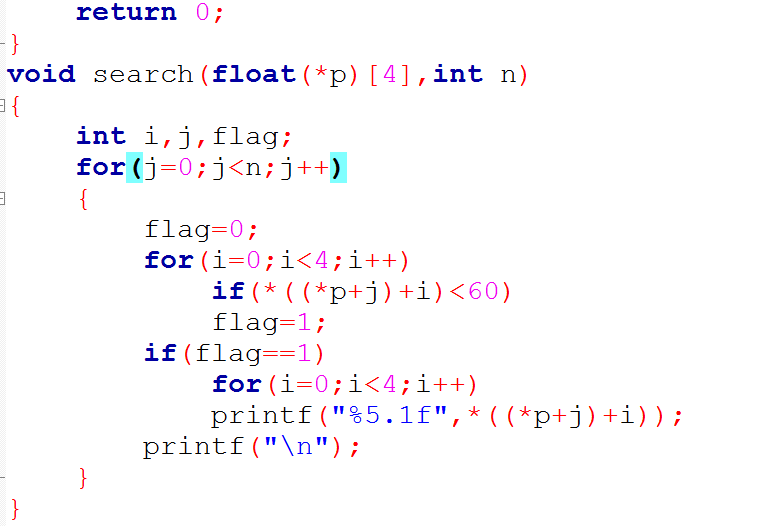 return 0;
}
void search(float(*p)[4],int n)
{
int i,j,flag;
for(j=0;j<n;j++)
{
flag=0;
for(i=0;i<4;i++)
if(*((*p+j)+i)<60)
flag=1;
if(flag==1)
for(i=0;i<4;i++)
printf("%5.1f",*((*p+j)+i));
printf("\n");
}
}